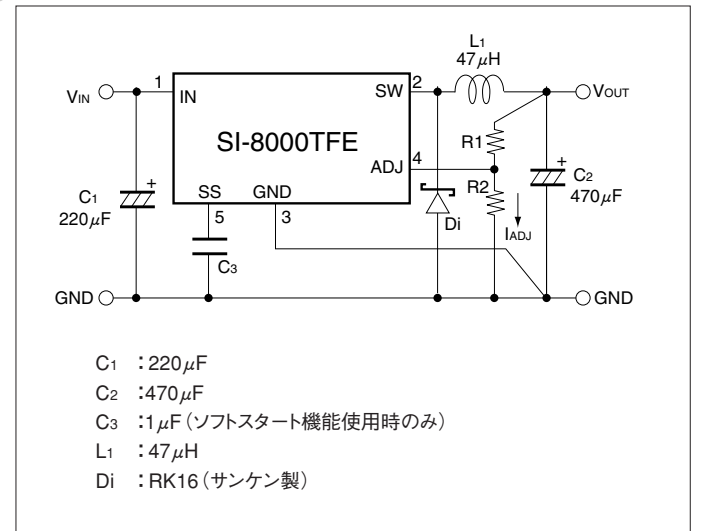 L1
47μH
VIN
1
IN
SW
2
VOUT
SI-8000TFE
R1
ADJ
4
C1
220μF
+
SS
GND
5
3
C3
Di
R2
IADJ
+
C2
470μF
GND
GND
C1 :220μF
C2 :470μF
C3 :1μF(ソフトスタート機能使用時のみ)
L1 :47μH
Di :RK16(サンケン製)